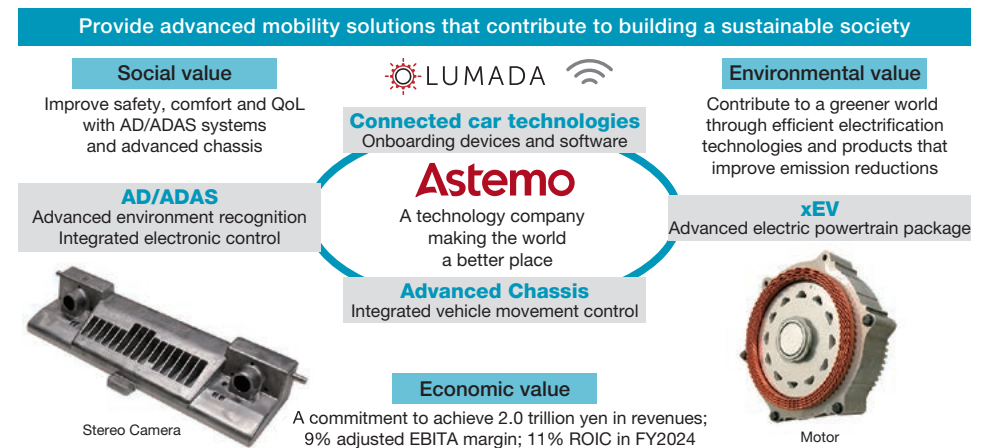 Provide advanced mobility solutions that contribute to building a sustainable society
Social value
Improve safety, comfort and QoL
with AD/ADAS systems
and advanced chassis
LUMADA
Connected car technologies
Onboarding devices and software
Environmental value
Contribute to a greener world
through efficient electrification
technologies and products that
improve emission reductions
AD/ADAS
Advanced environment recognition
Integrated electronic control
Astemo
A technology company
making the world
a better place
xEV
Advanced electric powertrain package
Advanced Chassis
Integrated vehicle movement control
Stereo Camera
Economic value
A commitment to achieve 2.0 trillion yen in revenues;
9% adjusted EBITA margin; 11% ROIC in FY2024
Motor